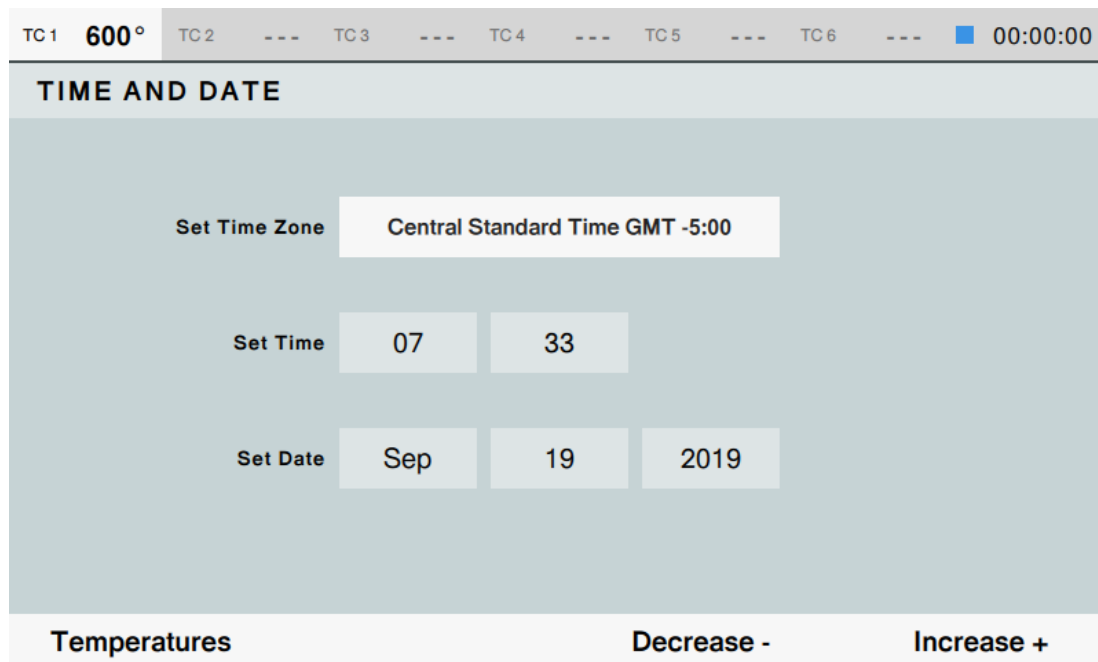 TC 1 600° TC 2 --- TC 3 --- TC 4 --- TC 5 --- TC 6 --- 00:00:00
TIME AND DATE
Set Time Zone Central Standard Time GMT -5:00
Set Time 07 33
Set Date Sep 19 2019
Temperatures Decrease - Increase +